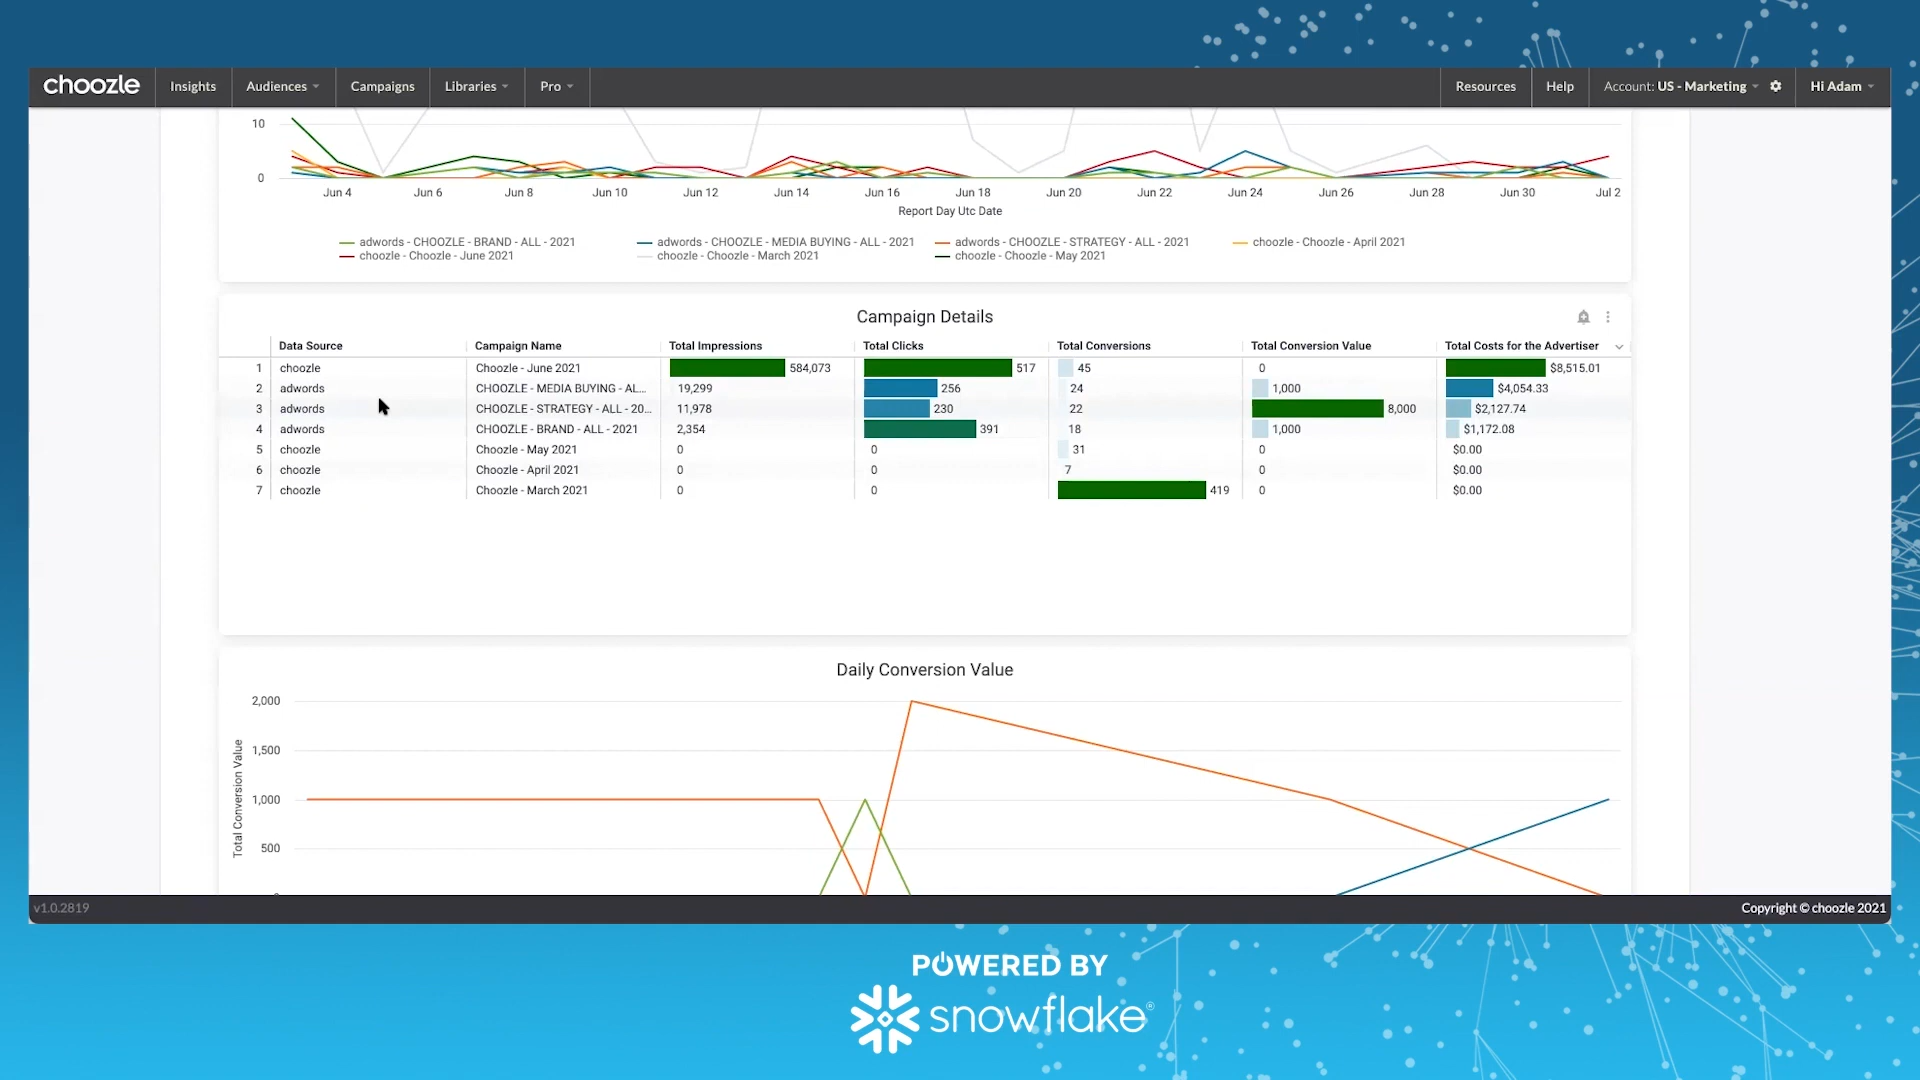 choozle Insights Audiences Campaigns Libraries Pro Resources Help Account: US - Marketing Hi Adam
10
0
Jun 4 Jun 6 Jun 8 Jun 10 Jun 12 Jun 14 Jun 16 Jun 18 Jun 20 Jun 22 Jun 24 Jun 26 Jun 28 Jun 30 Jul 2
Report Day Utc Date
adwords - CHOOZLE - BRAND - ALL - 2021 adwords - CHOOZLE - MEDIA BUYING - ALL - 2021 adwords - CHOOZLE - STRATEGY - ALL - 2021 choozle - Choozle - April 2021
choozle - Choozle - June 2021 choozle - Choozle - March 2021 choozle - Choozle - May 2021
Campaign Details
Data Source Campaign Name Total Impressions Total Clicks Total Conversions Total Conversion Value Total Costs for the Advertiser
1 choozle Choozle - June 2021 584,073 517 45 0 $8,515.01
2 adwords CHOOZLE - MEDIA BUYING - AL... 19,299 256 24 1,000 $4,054.33
3 adwords CHOOZLE - STRATEGY - ALL - 20... 11,978 230 22 8,000 $2,127.74
4 adwords CHOOZLE - BRAND - ALL - 2021 2,354 391 18 1,000 $1,172.08
5 choozle Choozle - May 2021 0 0 31 0 $0.00
6 choozle Choozle - April 2021 0 0 7 0 $0.00
7 choozle Choozle - March 2021 0 0 419 0 $0.00
Daily Conversion Value
Total Conversion Value
2,000
1,500
1,000
500
v1.0.2819 Copyright © choozle 2021
POWERED BY
snowflake®